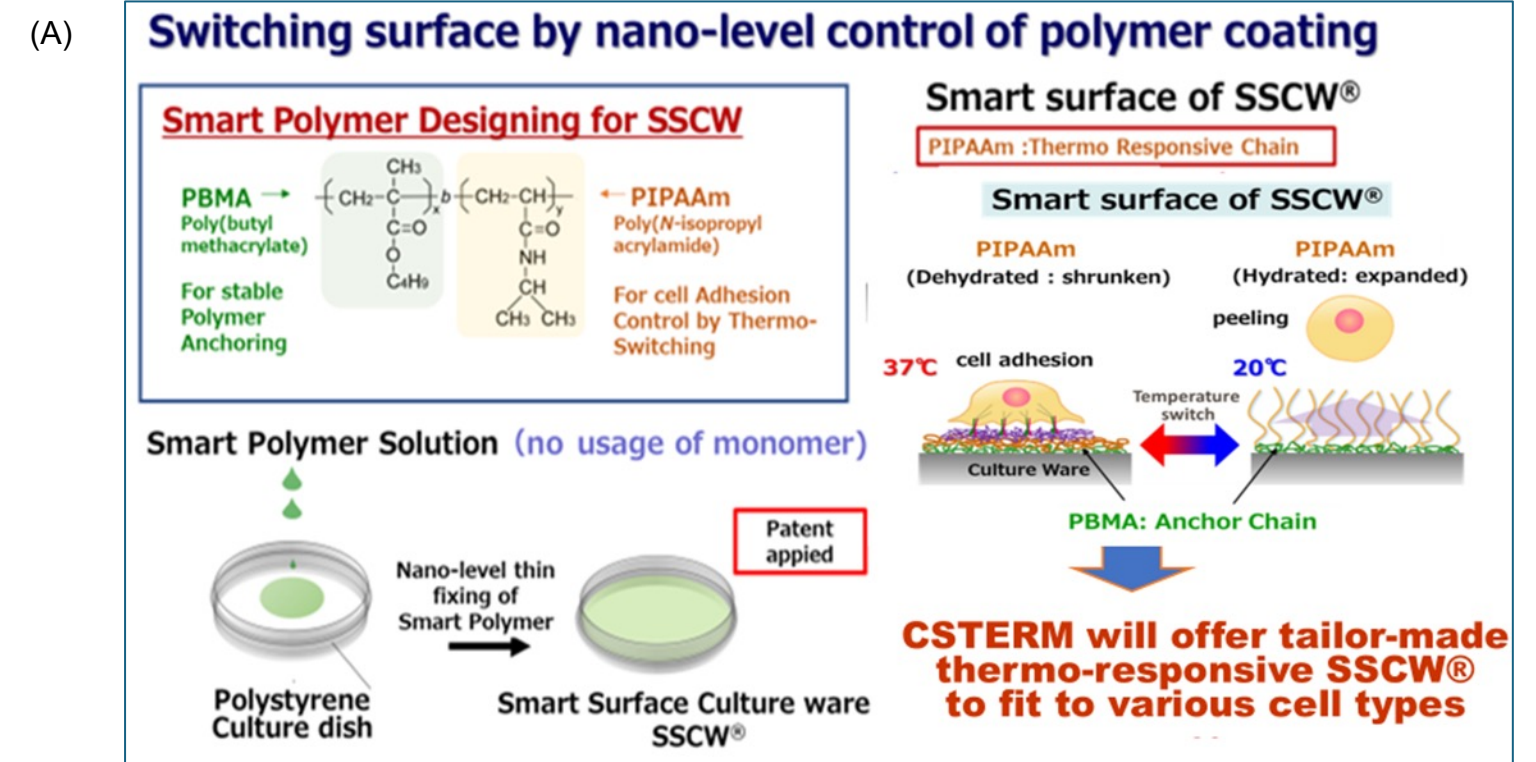 (A)
Switching surface by nano-level control of polymer coating
Smart Polymer Designing for SSCW
PBMA →
Poly(butyl
methacrylate)
For stable
Polymer
Anchoring
CH₃
(CH₂-C)x b (CH₂-CH)y
C=O
O
C₄H₉
C=O
NH
CH
CH₃ CH₃
← PIPAAm
Poly(N-isopropyl
acrylamide)
For cell Adhesion
Control by Thermo-
Switching
Smart Polymer Solution (no usage of monomer)
Patent
appied
Nano-level thin
fixing of
Smart Polymer
Polystyrene
Culture dish
Smart Surface Culture ware
SSCW®
Smart surface of SSCW®
PIPAAm :Thermo Responsive Chain
Smart surface of SSCW®
PIPAAm
(Dehydrated : shrunken)
PIPAAm
(Hydrated: expanded)
peeling
37℃
cell adhesion
20℃
Temperature
switch
Culture Ware
PBMA: Anchor Chain
CSTERM will offer tailor-made
thermo-responsive SSCW®
to fit to various cell types